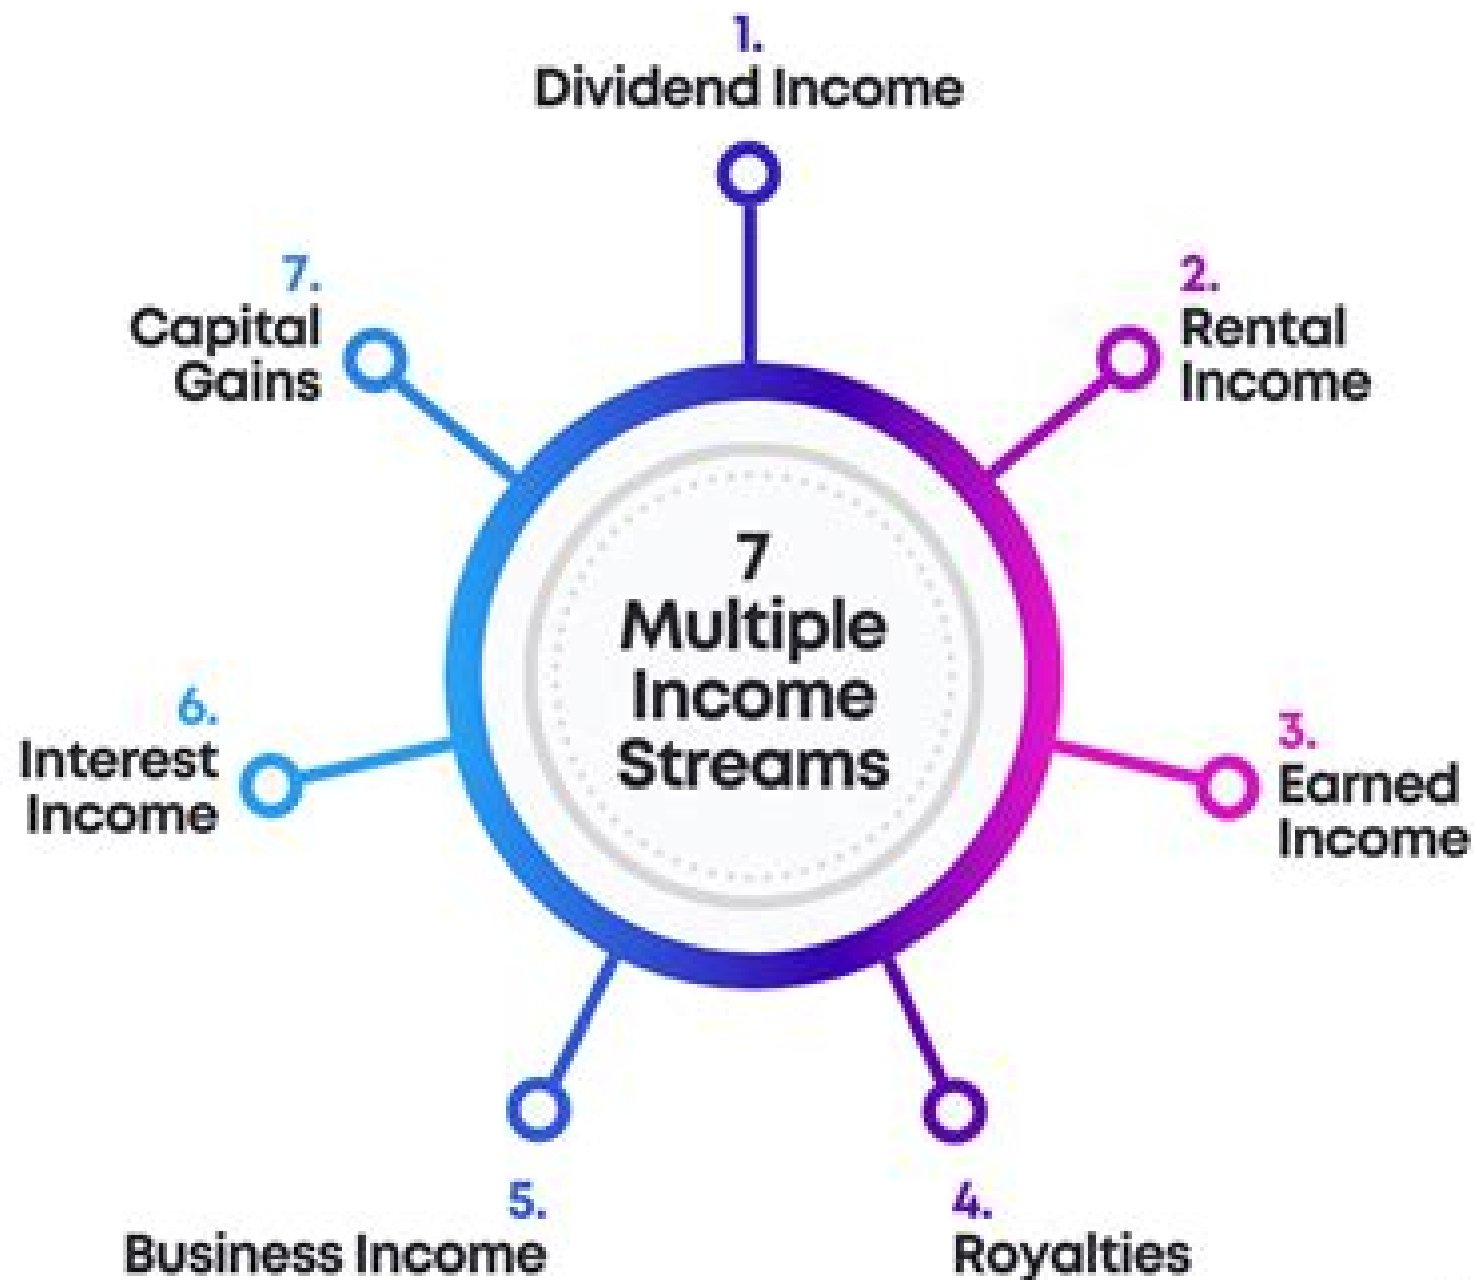 7
Multiple
Income
Streams
1.
Dividend Income
2.
Rental
Income
3.
Earned
Income
4.
Royalties
5.
Business Income
6.
Interest
Income
7.
Capital
Gains